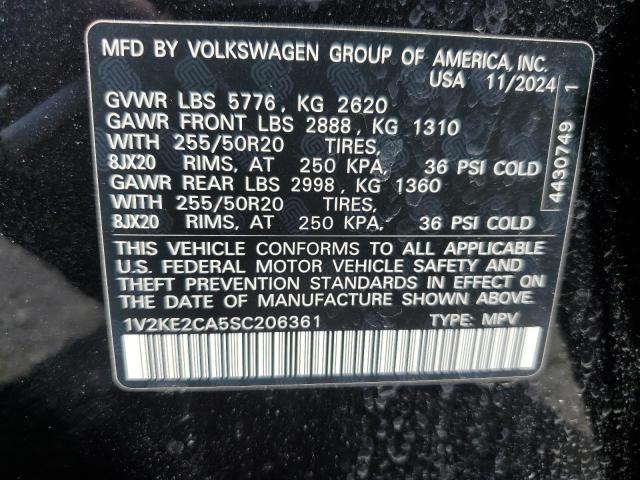 MFD BY VOLKSWAGEN GROUP OF AMERICA, INC.
USA 11/2024
GVWR LBS 5776 , KG 2620
GAWR FRONT LBS 2888 , KG 1310
WITH 255/50R20 TIRES,
8JX20 RIMS, AT 250 KPA, 36 PSI COLD
GAWR REAR LBS 2998 , KG 1360
WITH 255/50R20 TIRES,
8JX20 RIMS, AT 250 KPA, 36 PSI COLD
THIS VEHICLE CONFORMS TO ALL APPLICABLE
U.S. FEDERAL MOTOR VEHICLE SAFETY AND
THEFT PREVENTION STANDARDS IN EFFECT ON
THE DATE OF MANUFACTURE SHOWN ABOVE.
1V2KE2CA5SC206361 TYPE: MPV
4430749 1